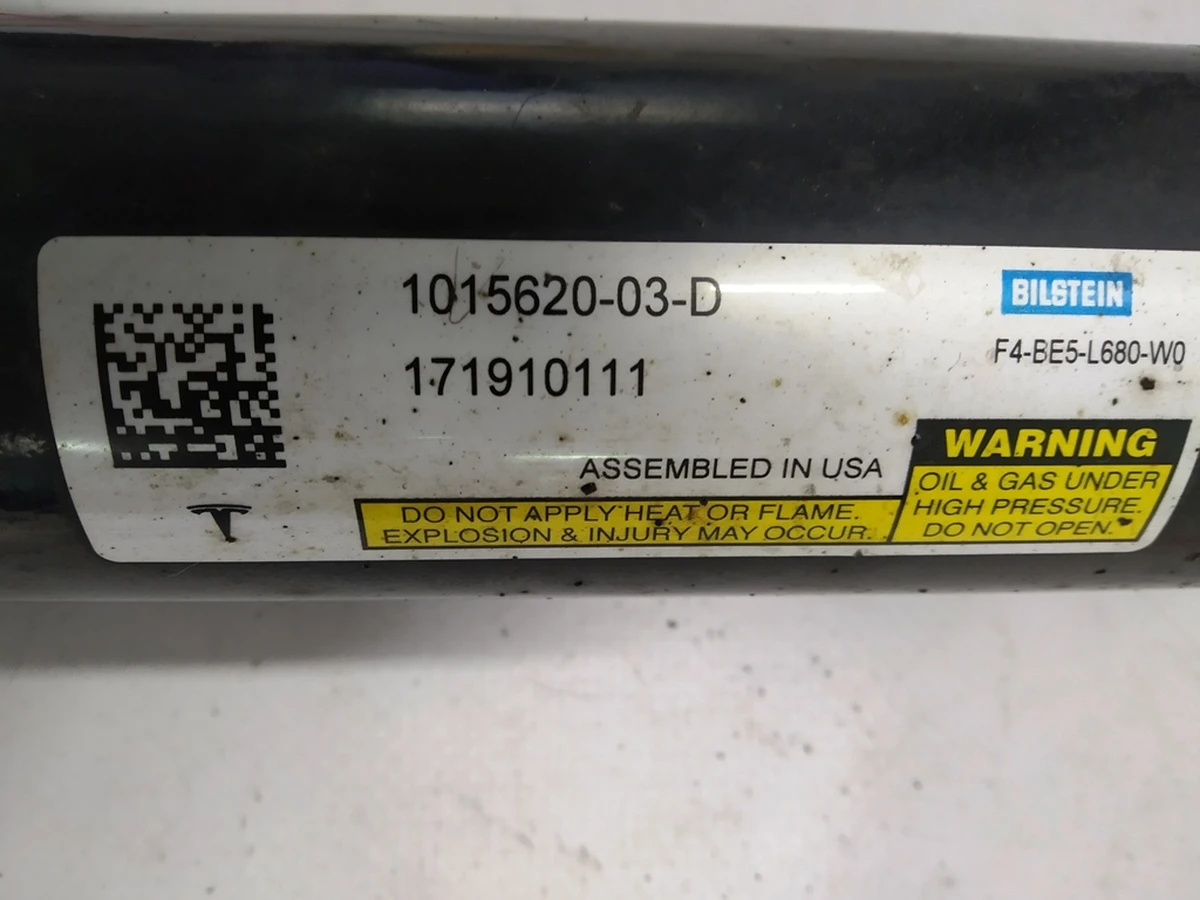 1015620-03-D
171910111
BILSTEIN
F4-BE5-L680-W0
ASSEMBLED IN USA
DO NOT APPLY HEAT OR FLAME.
EXPLOSION & INJURY MAY OCCUR.
WARNING
OIL & GAS UNDER
HIGH PRESSURE.
DO NOT OPEN.